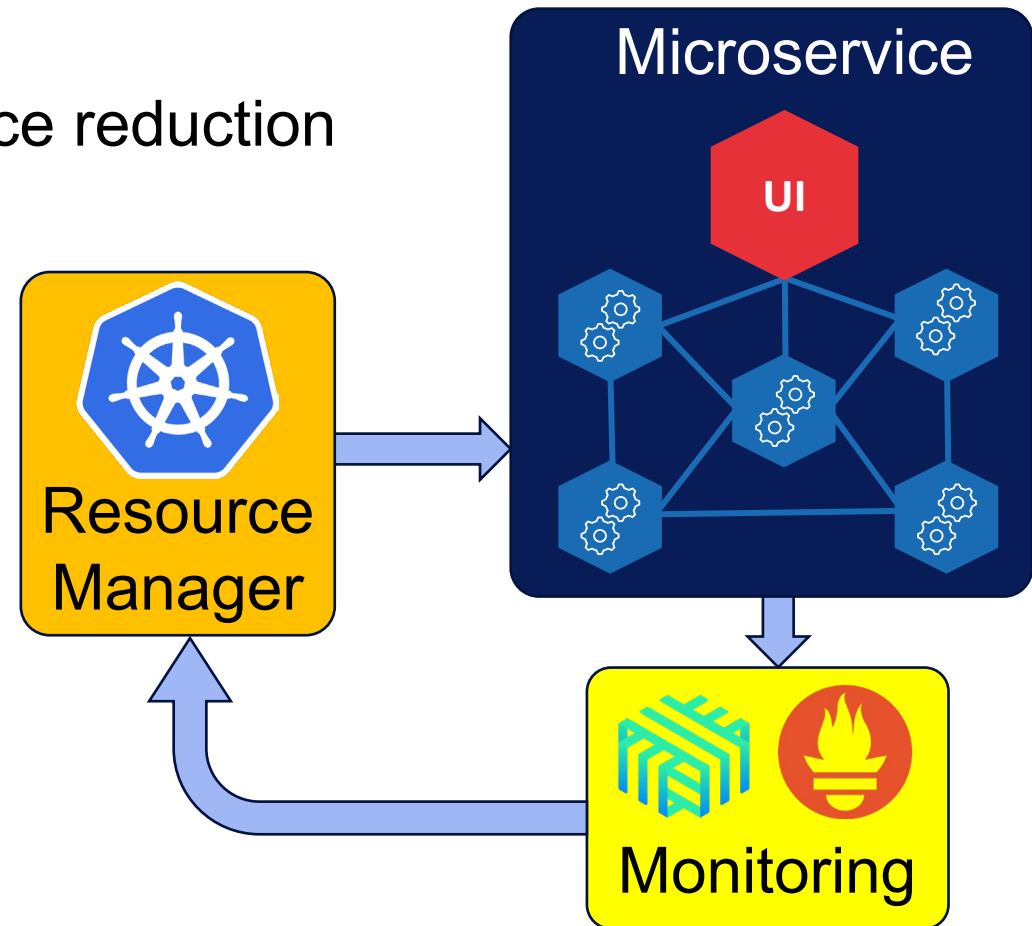 Microservice
ce reduction
UI
Resource
Manager
Monitoring